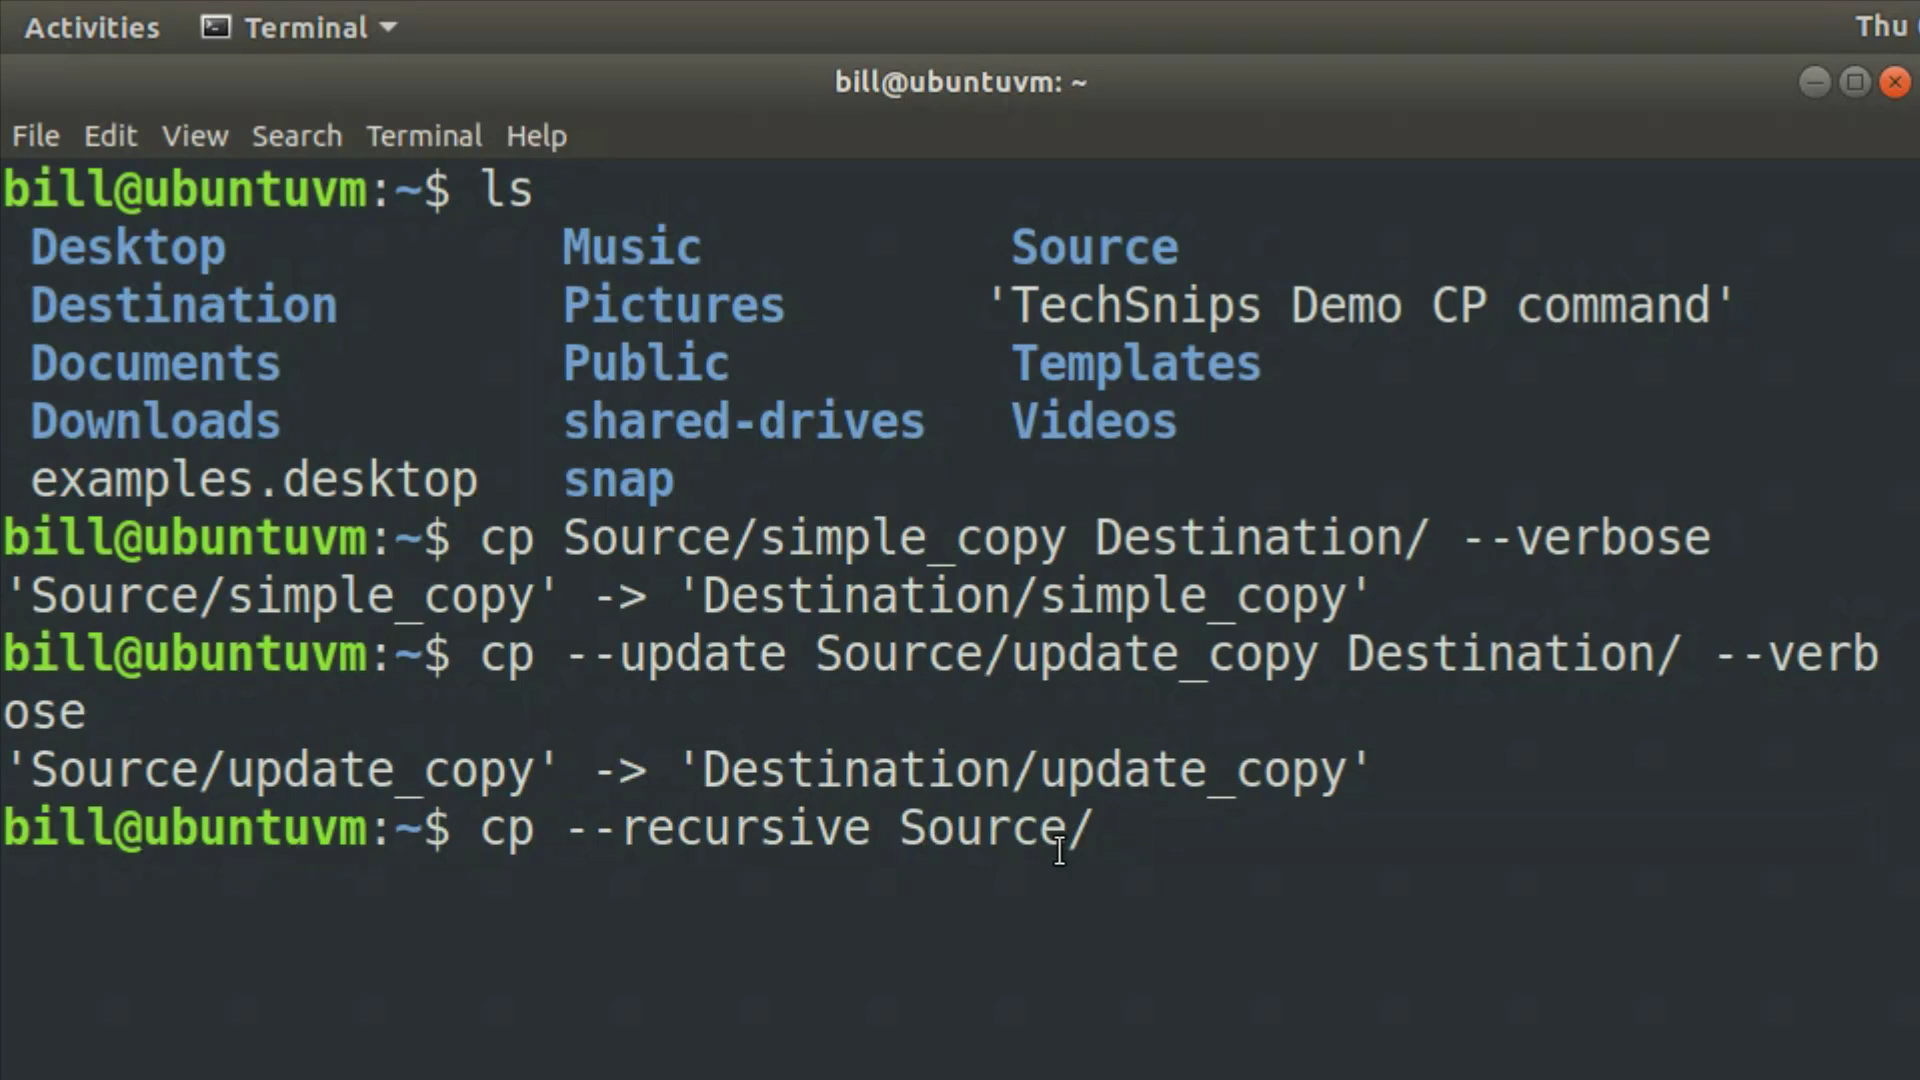 Activities Terminal Thu
bill@ubuntuvm: ~
File Edit View Search Terminal Help
bill@ubuntuvm:~$ ls
Desktop Music Source
Destination Pictures 'TechSnips Demo CP command'
Documents Public Templates
Downloads shared-drives Videos
examples.desktop snap
bill@ubuntuvm:~$ cp Source/simple_copy Destination/ --verbose
'Source/simple_copy' -> 'Destination/simple_copy'
bill@ubuntuvm:~$ cp --update Source/update_copy Destination/ --verb
ose
'Source/update_copy' -> 'Destination/update_copy'
bill@ubuntuvm:~$ cp --recursive Source/